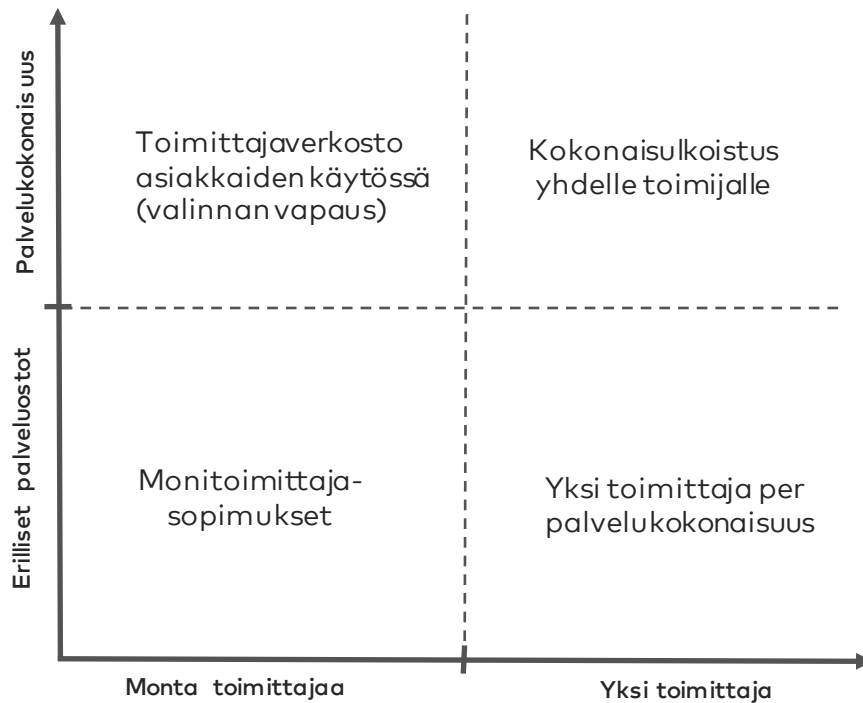 Palvelukokonaisuus
Toimittajaverkosto
asiakkaiden käytössä
(valinnanvapaus)
Kokonaisulkoistus
yhdelle toimijalle
Erilliset palveluostot
Monitoimittaja-
sopimukset
Yksi toimittaja per
palvelukokonaisuus
Monta toimittajaa
Yksi toimittaja